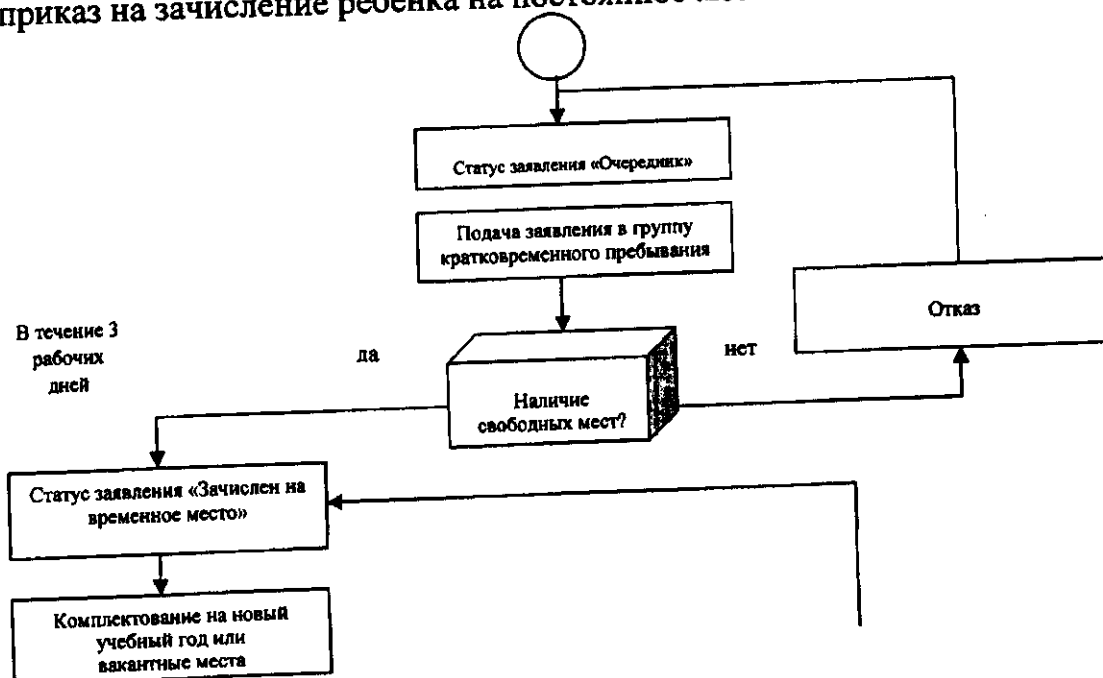 приказ на зачисление ребенка на постоянное
Статус заявления «Очередник»
Подача заявления в группу
кратковременного пребывания
Отказ
В течение 3
рабочих
дней
да
нет
Наличие
свободных мест?
Статус заявления «Зачислен на
временное место»
Комплектование на новый
учебный год или
вакантные места